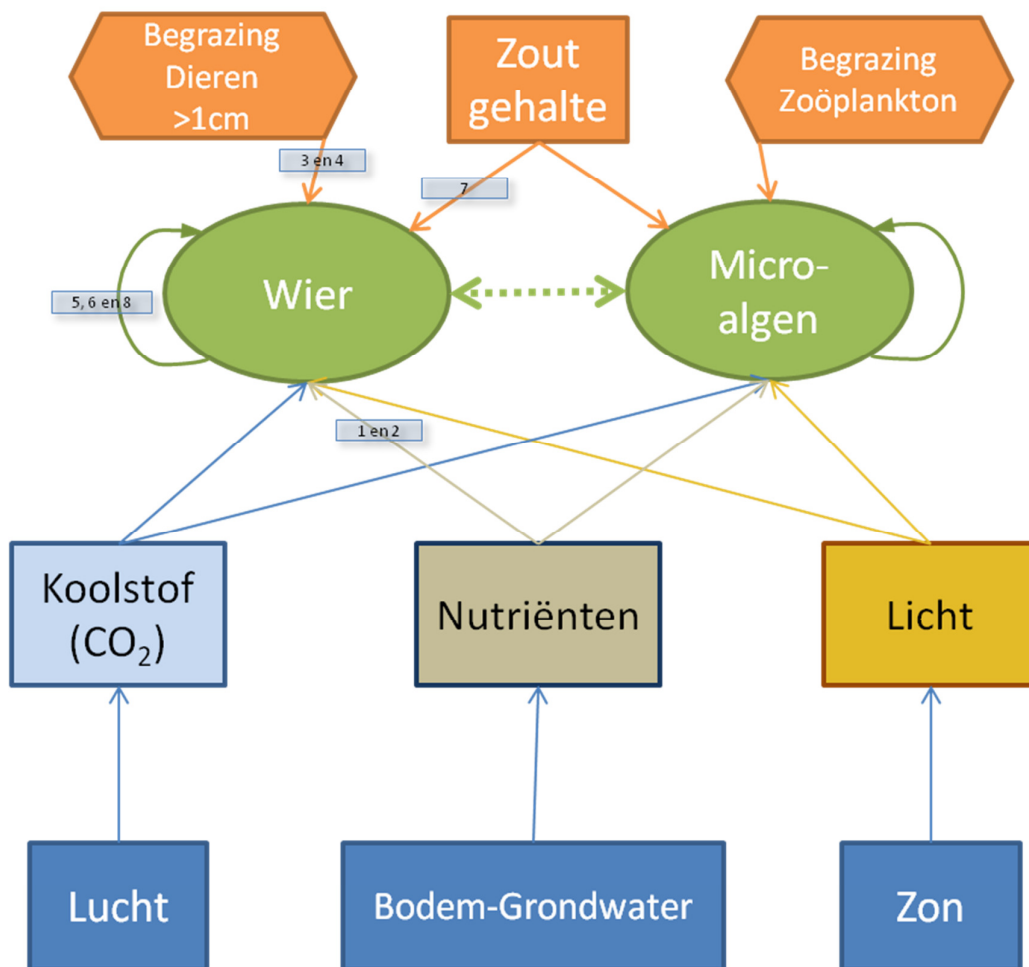 Begrazing
Dieren
>1cm
Zout
gehalte
Begrazing
Zoöplankton
3 en 4
7
Wier
Micro-
algen
5, 6 en 8
1 en 2
Koolstof
(CO₂)
Nutriënten
Licht
Lucht
Bodem-Grondwater
Zon